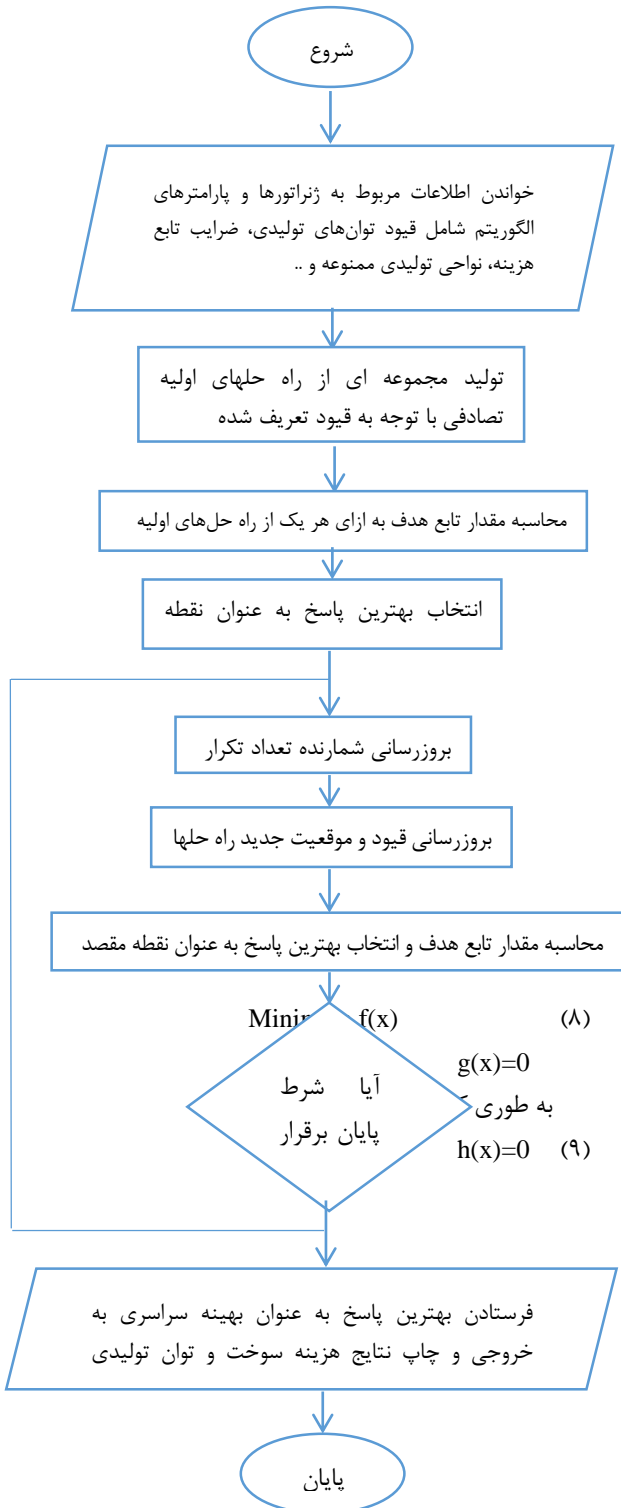 شروع
خواندن اطلاعات مربوط به ژنراتورها و پارامترهای
الگوریتم شامل قیود توان‌های تولیدی، ضرایب تابع
هزینه، نواحی تولیدی ممنوعه و ..
تولید مجموعه ای از راه حلهای اولیه
تصادفی با توجه به قیود تعریف شده
محاسبه مقدار تابع هدف به ازای هر یک از راه حل‌های اولیه
انتخاب بهترین پاسخ به عنوان نقطه
بروزرسانی شمارنده تعداد تکرار
بروزرسانی قیود و موقعیت جدید راه حلها
محاسبه مقدار تابع هدف و انتخاب بهترین پاسخ به عنوان نقطه مقصد
f(x) (۸)
g(x)=0
به طوری
h(x)=0 (۹)
آیا شرط
پایان برقرار
فرستادن بهترین پاسخ به عنوان بهینه سراسری به
خروجی و چاپ نتایج هزینه سوخت و توان تولیدی
پایان